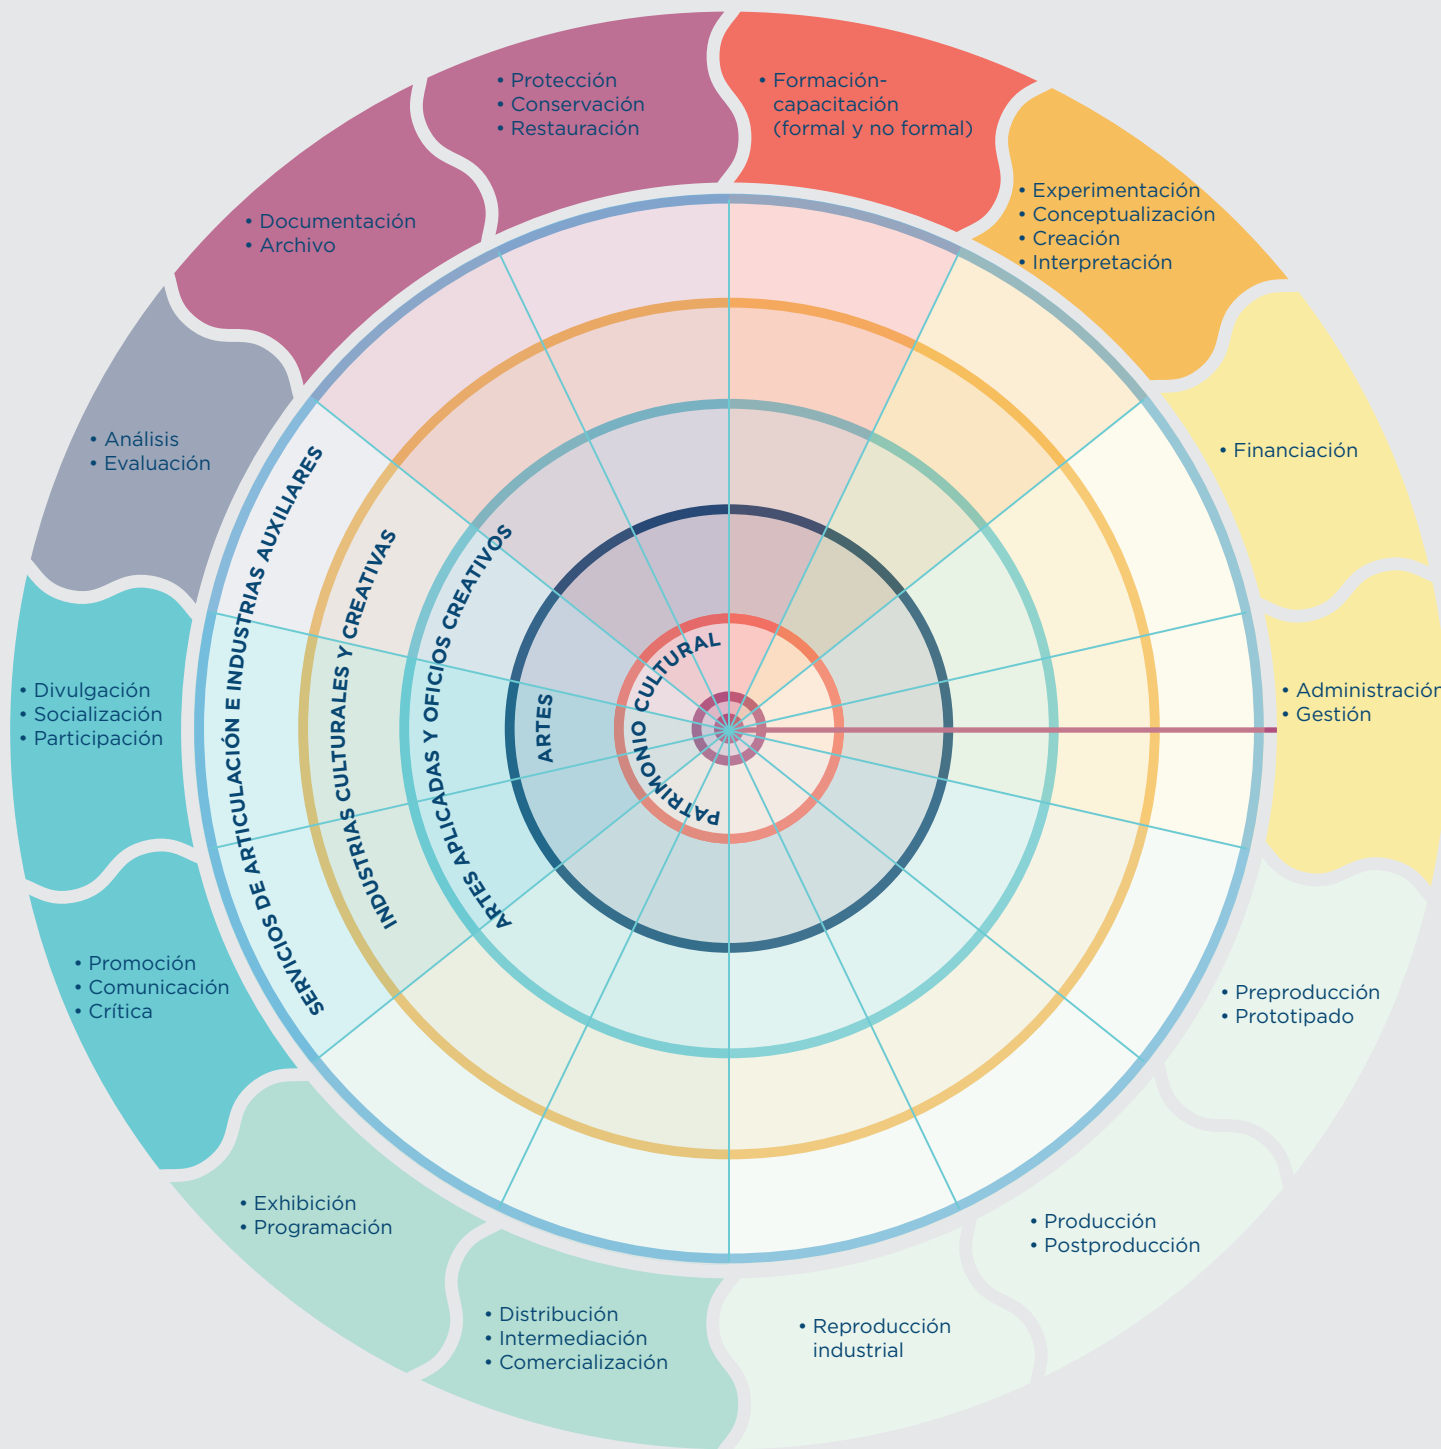 • Protección
• Conservación
• Restauración
• Formación-
capacitación
(formal y no formal)
• Experimentación
• Conceptualización
• Creación
• Interpretación
• Financiación
• Administración
• Gestión
• Preproducción
• Prototipado
• Producción
• Postproducción
• Reproducción
industrial
• Distribución
• Intermediación
• Comercialización
• Exhibición
• Programación
• Promoción
• Comunicación
• Crítica
• Divulgación
• Socialización
• Participación
• Análisis
• Evaluación
• Documentación
• Archivo
SERVICIOS DE ARTICULACIÓN E INDUSTRIAS AUXILIARES
INDUSTRIAS CULTURALES Y CREATIVAS
ARTES APLICADAS Y OFICIOS CREATIVOS
ARTES
PATRIMONIO CULTURAL